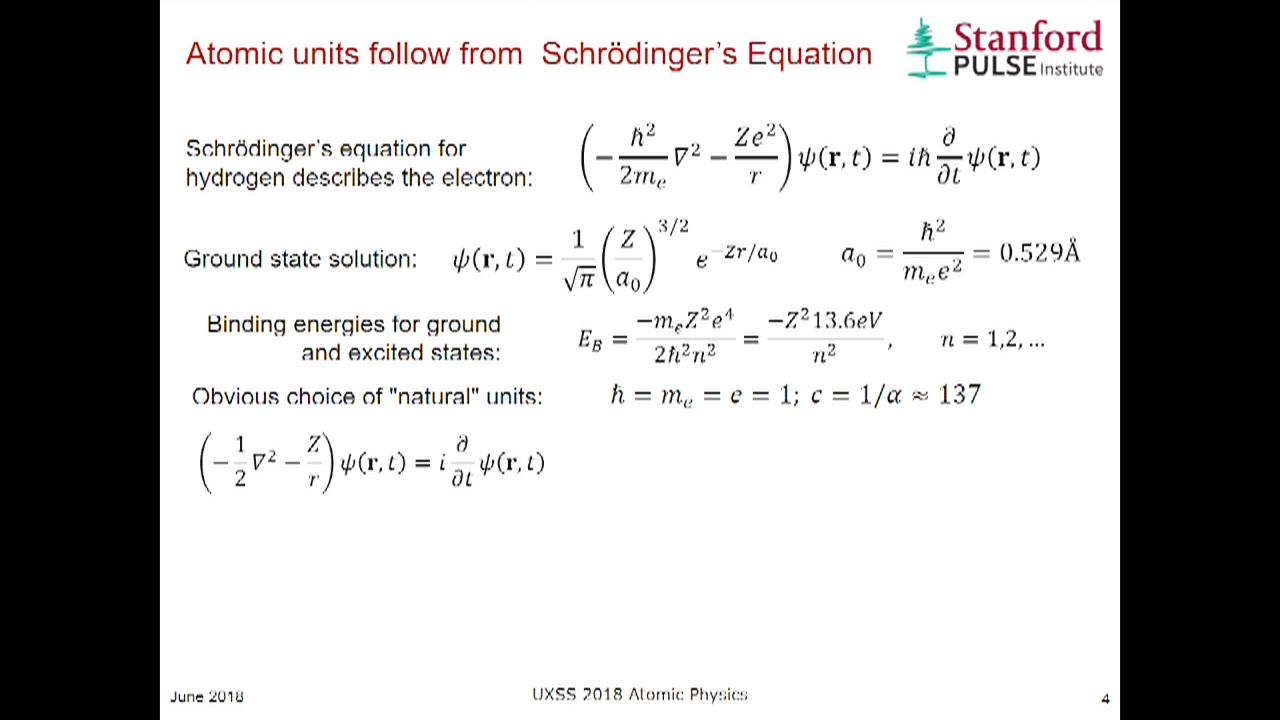 Atomic units follow from Schrödinger's Equation
Stanford
PULSE Institute
Schrödinger's equation for
hydrogen describes the electron:
(−ℏ²/2mₑ ∇² − Ze²/r) ψ(r, t) = iℏ ∂/∂t ψ(r, t)
Ground state solution: ψ(r, t) = 1/√π (Z/a₀)^3/2 e^−Zr/a₀ a₀ = ℏ²/mₑe² = 0.529Å
Binding energies for ground
and excited states:
E_B = −mₑZ²e⁴/2ℏ²n² = −Z²13.6eV/n², n = 1,2, ...
Obvious choice of "natural" units: ℏ = mₑ = e = 1; c = 1/α ≈ 137
(−1/2 ∇² − Z/r) ψ(r, t) = i ∂/∂t ψ(r, t)
June 2018 UXSS 2018 Atomic Physics 4